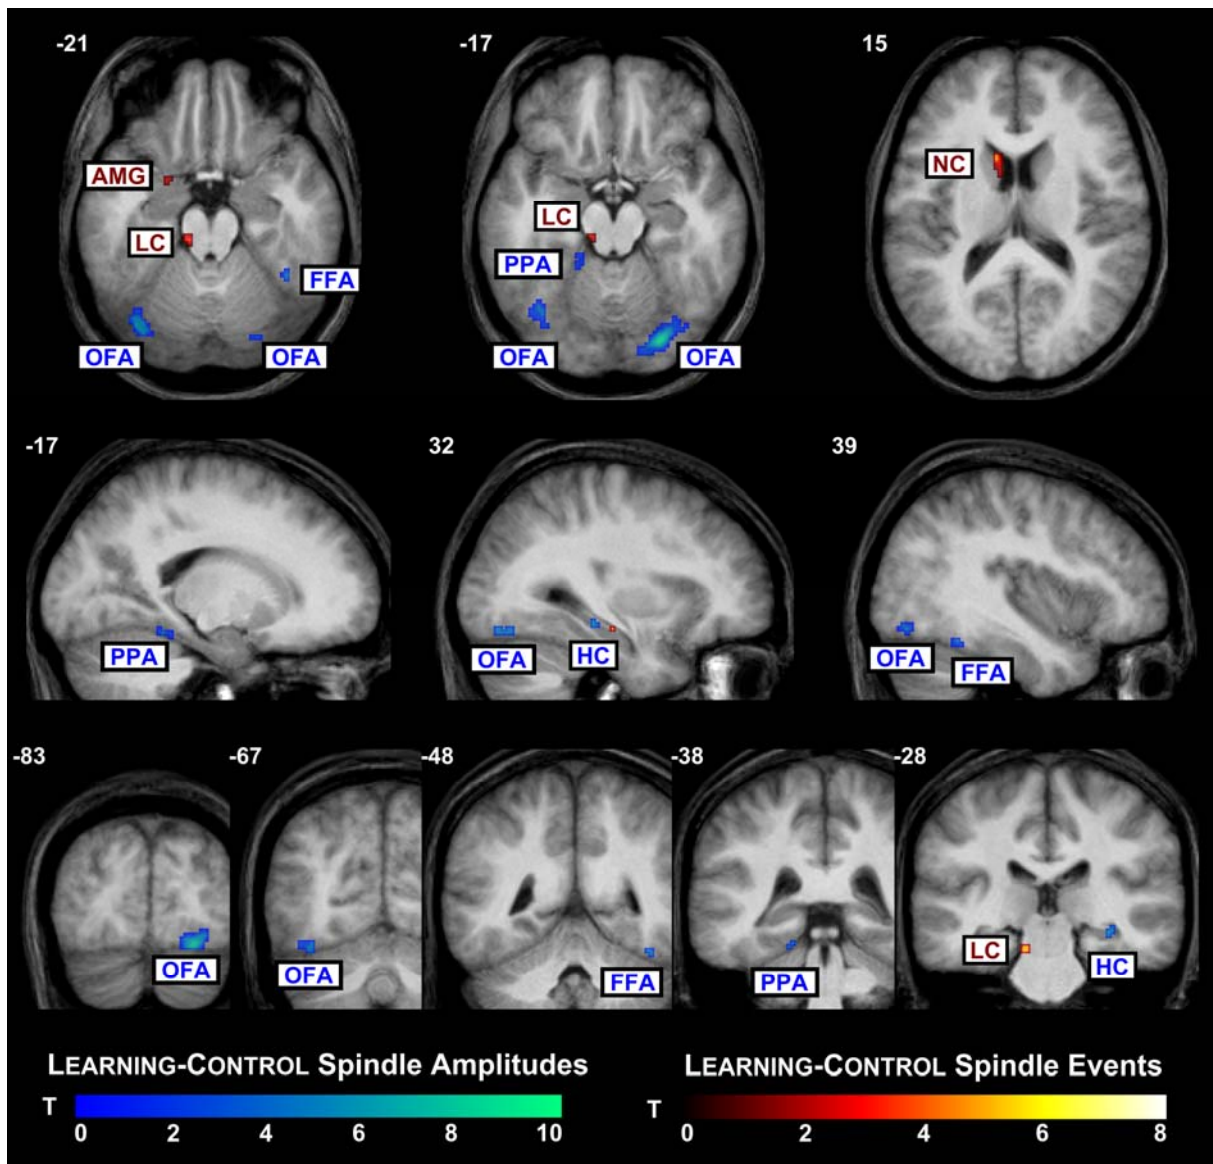 -21
-17
15
AMG
LC
FFA
OFA
OFA
LC
PPA
OFA
OFA
NC
-17
32
39
PPA
OFA
HC
OFA
FFA
-83
-67
-48
-38
-28
OFA
OFA
FFA
PPA
LC
HC
LEARNING-CONTROL Spindle Amplitudes
T
0 2 4 6 8 10
LEARNING-CONTROL Spindle Events
T
0 2 4 6 8